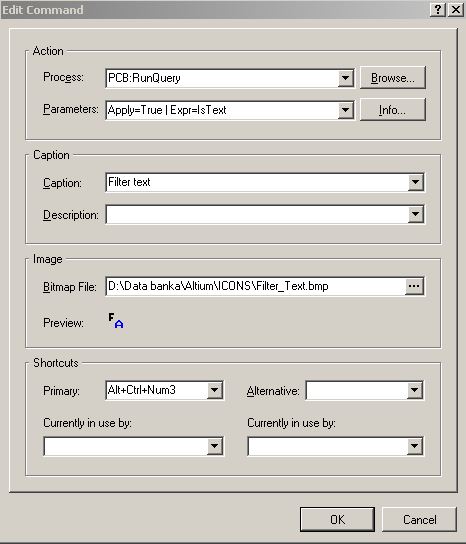 Edit Command
Action
Process: PCB:RunQuery Browse...
Parameters: Apply=True | Expr=IsText Info...
Caption
Caption: Filter text
Description:
Image
Bitmap File: D:\Data banka\Altium\ICONS\Filter_Text.bmp ...
Preview: F A
Shortcuts
Primary: Alt+Ctrl+Num3 Alternative:
Currently in use by: Currently in use by:
OK Cancel